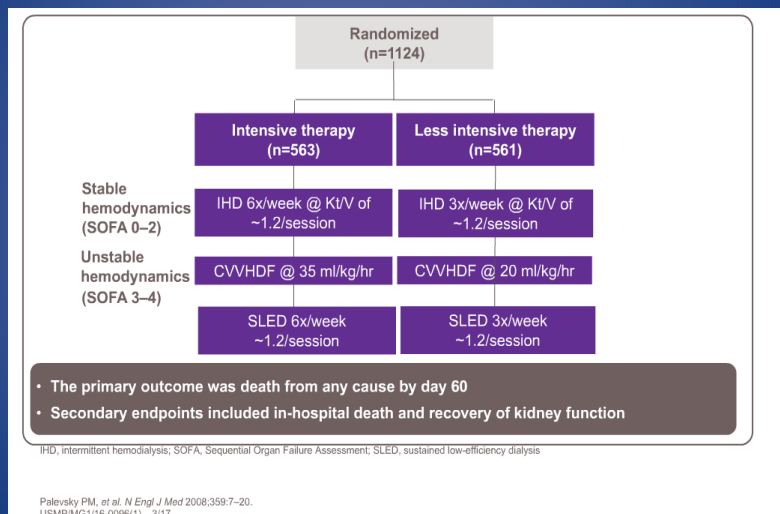 Randomized
(n=1124)
Intensive therapy
(n=563)
Less intensive therapy
(n=561)
Stable
hemodynamics
(SOFA 0–2)
IHD 6x/week @ Kt/V of
~1.2/session
IHD 3x/week @ Kt/V of
~1.2/session
Unstable
hemodynamics
(SOFA 3–4)
CVVHDF @ 35 ml/kg/hr
CVVHDF @ 20 ml/kg/hr
SLED 6x/week
~1.2/session
SLED 3x/week
~1.2/session
• The primary outcome was death from any cause by day 60
• Secondary endpoints included in-hospital death and recovery of kidney function
IHD, intermittent hemodialysis; SOFA, Sequential Organ Failure Assessment; SLED, sustained low-efficiency dialysis
Palevsky PM, et al. N Engl J Med 2008;359:7–20.
3/17